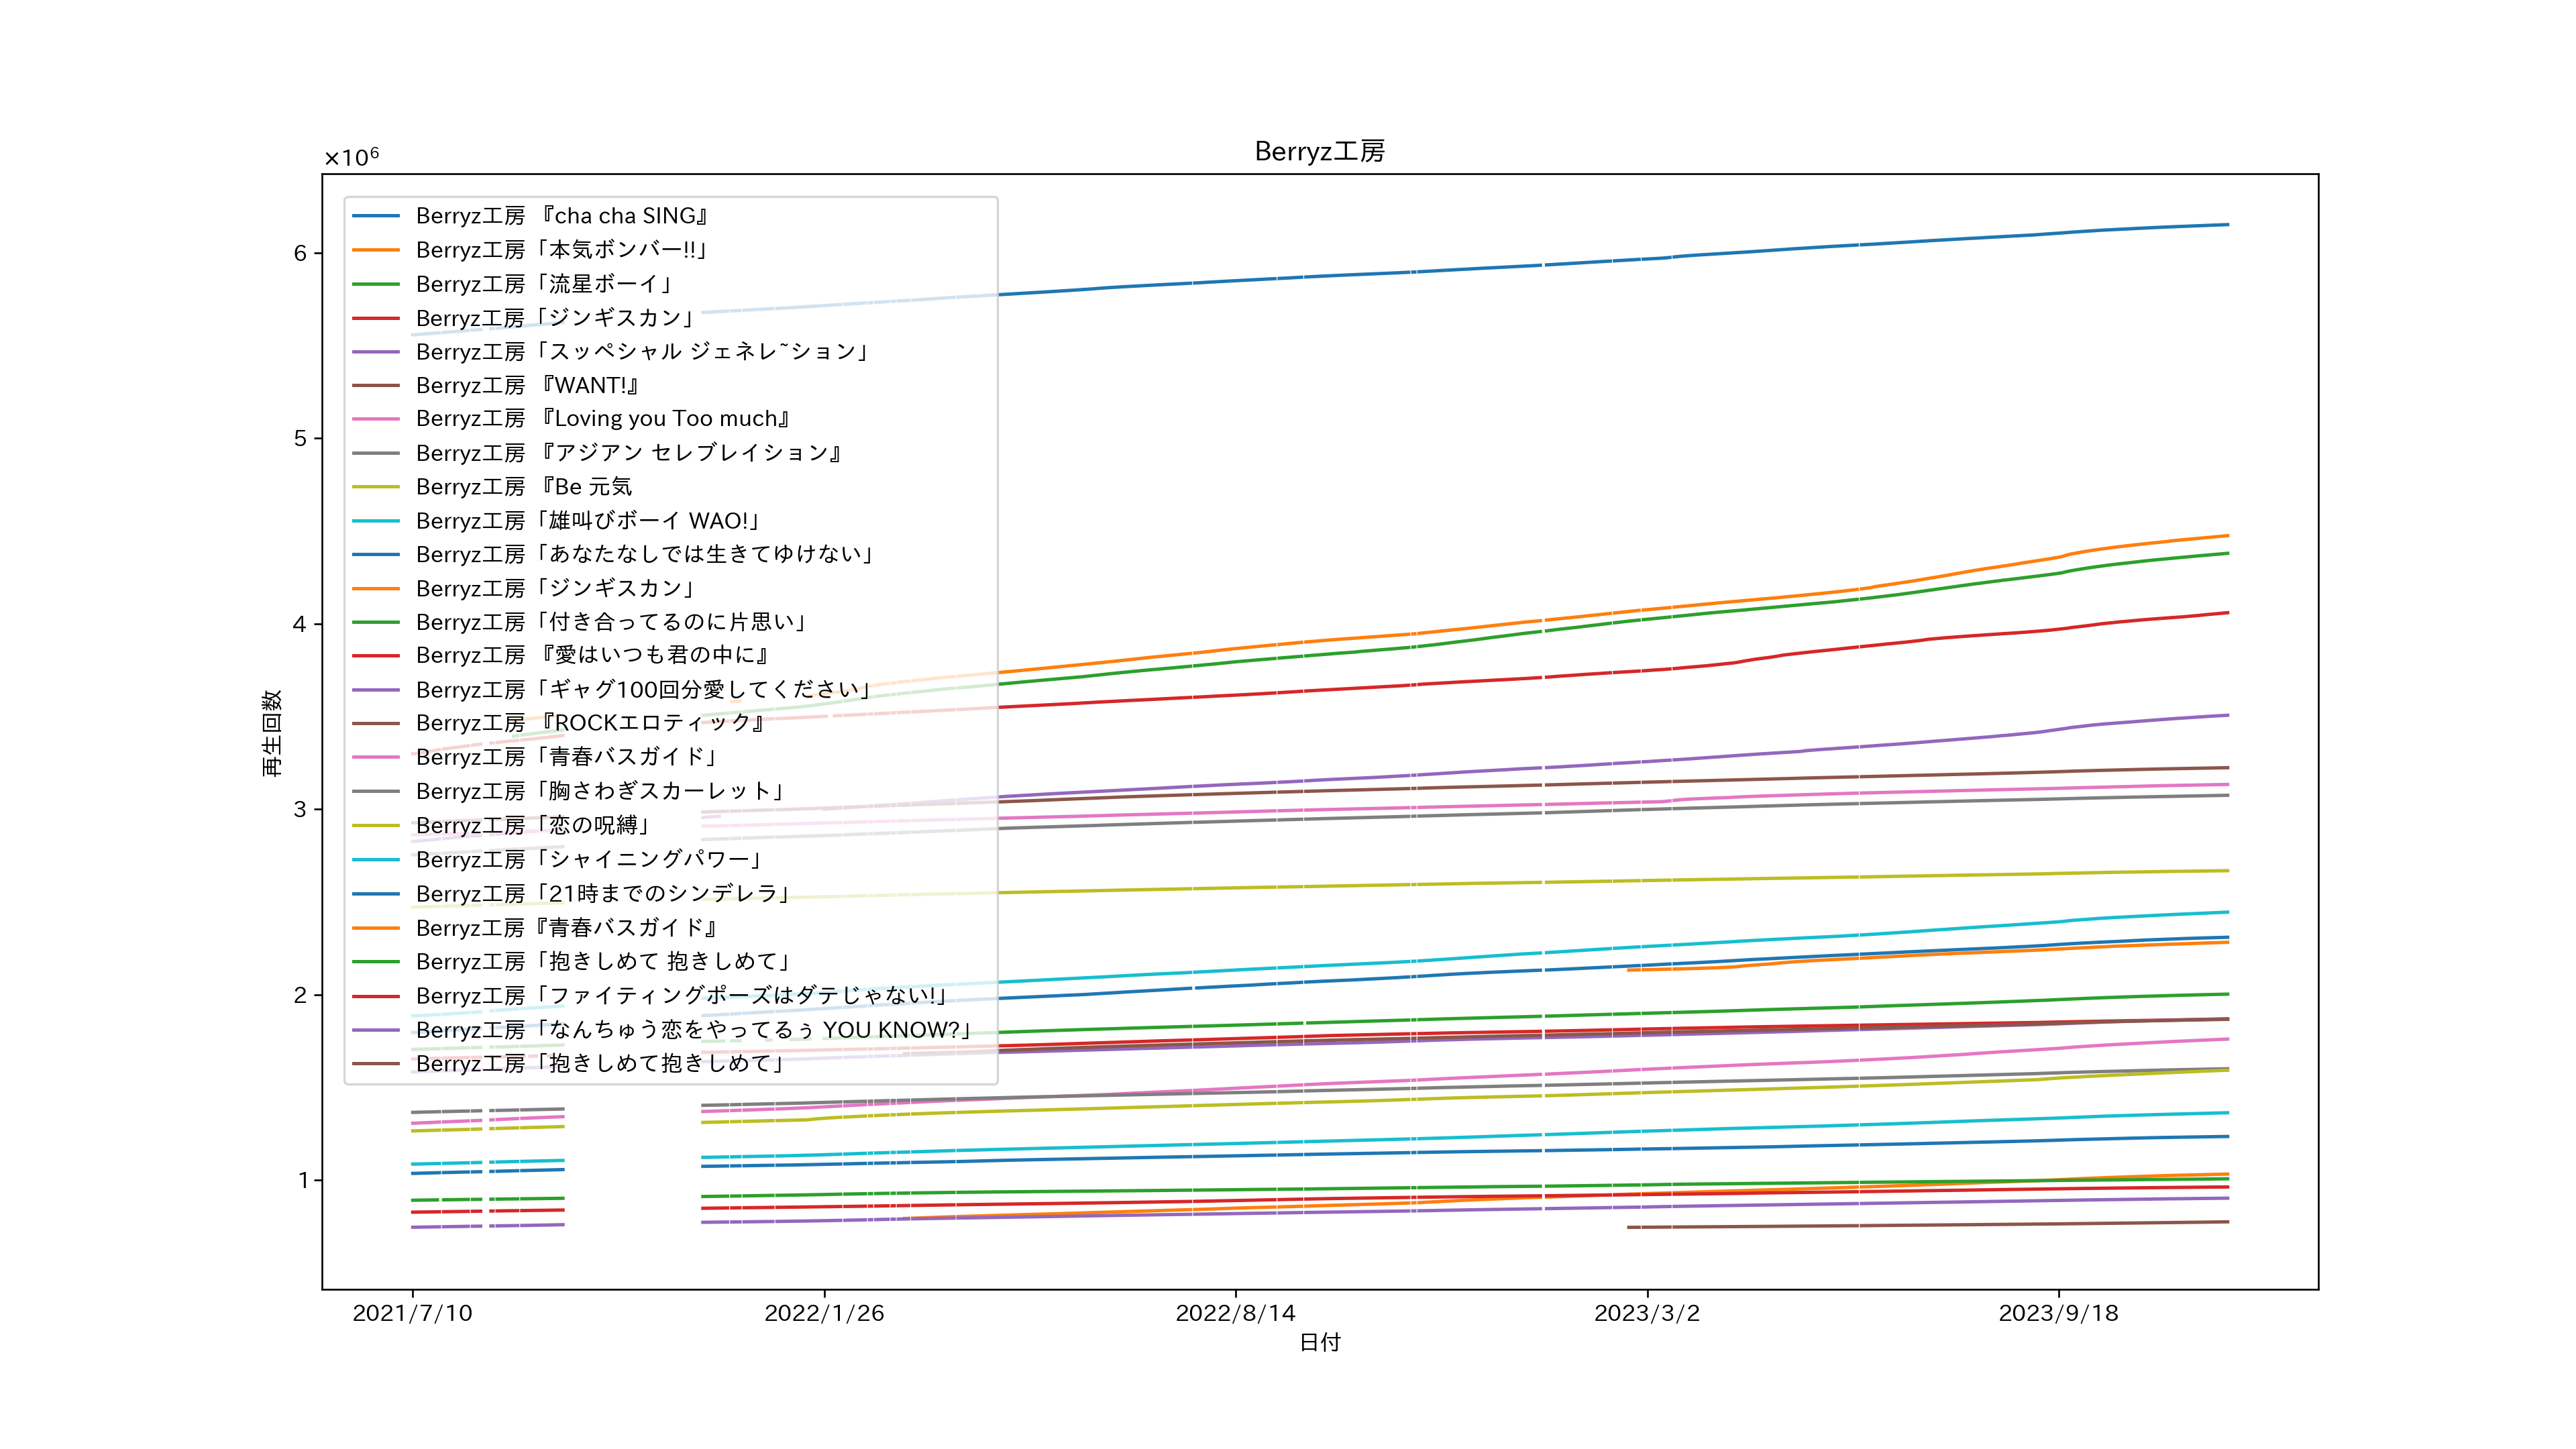 Berryz工房
×10⁶
Berryz工房 『cha cha SING』
Berryz工房「本気ボンバー!!」
Berryz工房「流星ボーイ」
Berryz工房「ジンギスカン」
Berryz工房「スッペシャル ジェネレ~ション」
Berryz工房 『WANT!』
Berryz工房 『Loving you Too much』
Berryz工房 『アジアン セレブレイション』
Berryz工房 『Be 元気
Berryz工房「雄叫びボーイ WAO!」
Berryz工房「あなたなしでは生きてゆけない」
Berryz工房「ジンギスカン」
Berryz工房「付き合ってるのに片思い」
Berryz工房 『愛はいつも君の中に』
Berryz工房「ギャグ100回分愛してください」
Berryz工房 『ROCKエロティック』
Berryz工房「青春バスガイド」
Berryz工房「胸さわぎスカーレット」
Berryz工房「恋の呪縛」
Berryz工房「シャイニングパワー」
Berryz工房「21時までのシンデレラ」
Berryz工房『青春バスガイド』
Berryz工房「抱きしめて 抱きしめて」
Berryz工房「ファイティングポーズはダテじゃない!」
Berryz工房「なんちゅう恋をやってるぅ YOU KNOW?」
Berryz工房「抱きしめて抱きしめて」
6
5
4
3
2
1
再生回数
2021/7/10
2022/1/26
2022/8/14
2023/3/2
2023/9/18
日付